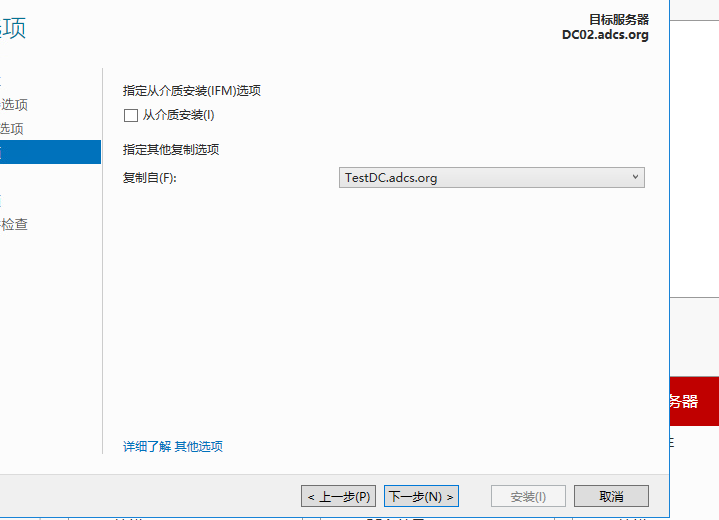 选项
目标服务器
DC02.adcs.org
指定从介质安装(IFM)选项
选项
从介质安装(I)
选项
指定其他复制选项
复制自(F):
TestDC.adcs.org
检查
务器
详细了解 其他选项
< 上一步(P)
下一步(N) >
安装(I)
取消